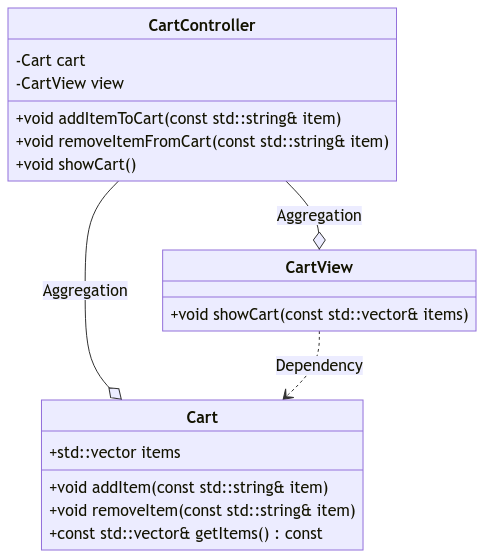 CartController
-Cart cart
-CartView view
+void addItemToCart(const std::string& item)
+void removeItemFromCart(const std::string& item)
+void showCart()
Aggregation
CartView
+void showCart(const std::vector& items)
Aggregation
Dependency
Cart
+std::vector items
+void addItem(const std::string& item)
+void removeItem(const std::string& item)
+const std::vector& getItems() : const